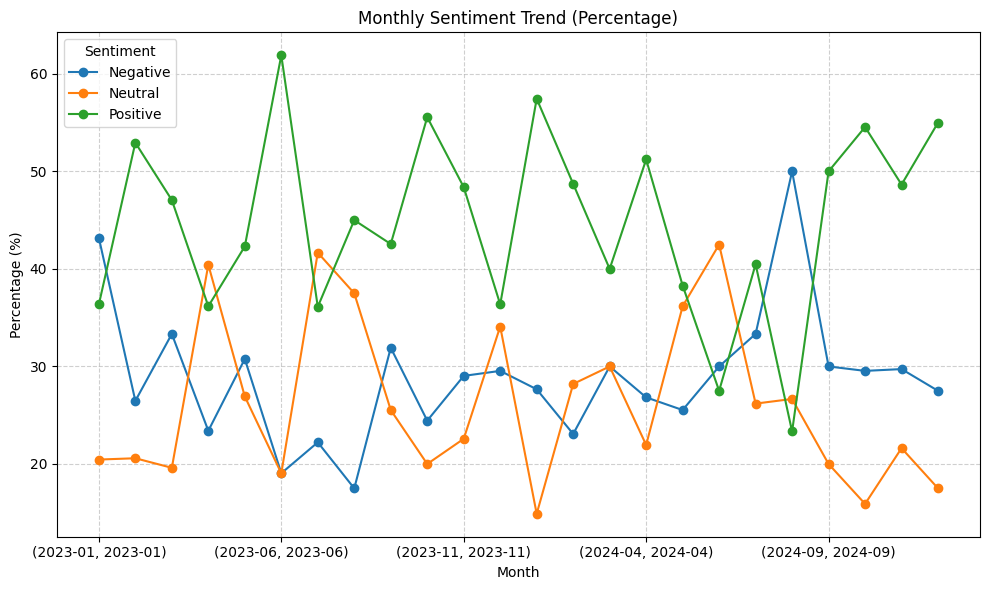 Monthly Sentiment Trend (Percentage)
Sentiment
Negative
Neutral
Positive
Percentage (%)
60
50
40
30
20
(2023-01, 2023-01)
(2023-06, 2023-06)
(2023-11, 2023-11)
(2024-04, 2024-04)
(2024-09, 2024-09)
Month